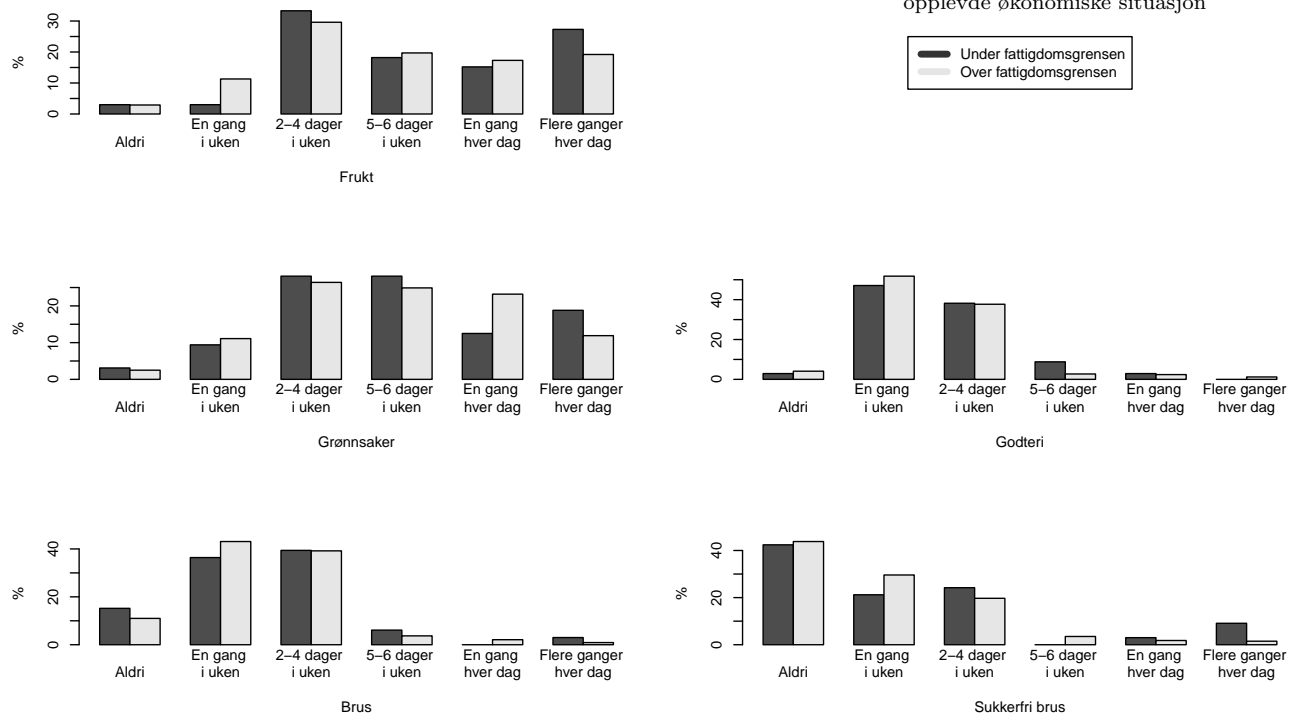 opplevde økonomiske situasjon
Under fattigdomsgrensen
Over fattigdomsgrensen
%
0 10 20 30
Aldri
En gang
i uken
2−4 dager
i uken
5−6 dager
i uken
En gang
hver dag
Flere ganger
hver dag
Frukt
%
0 10 20
Aldri
En gang
i uken
2−4 dager
i uken
5−6 dager
i uken
En gang
hver dag
Flere ganger
hver dag
Grønnsaker
%
0 20 40
Aldri
En gang
i uken
2−4 dager
i uken
5−6 dager
i uken
En gang
hver dag
Flere ganger
hver dag
Godteri
%
0 20 40
Aldri
En gang
i uken
2−4 dager
i uken
5−6 dager
i uken
En gang
hver dag
Flere ganger
hver dag
Brus
%
0 20 40
Aldri
En gang
i uken
2−4 dager
i uken
5−6 dager
i uken
En gang
hver dag
Flere ganger
hver dag
Sukkerfri brus